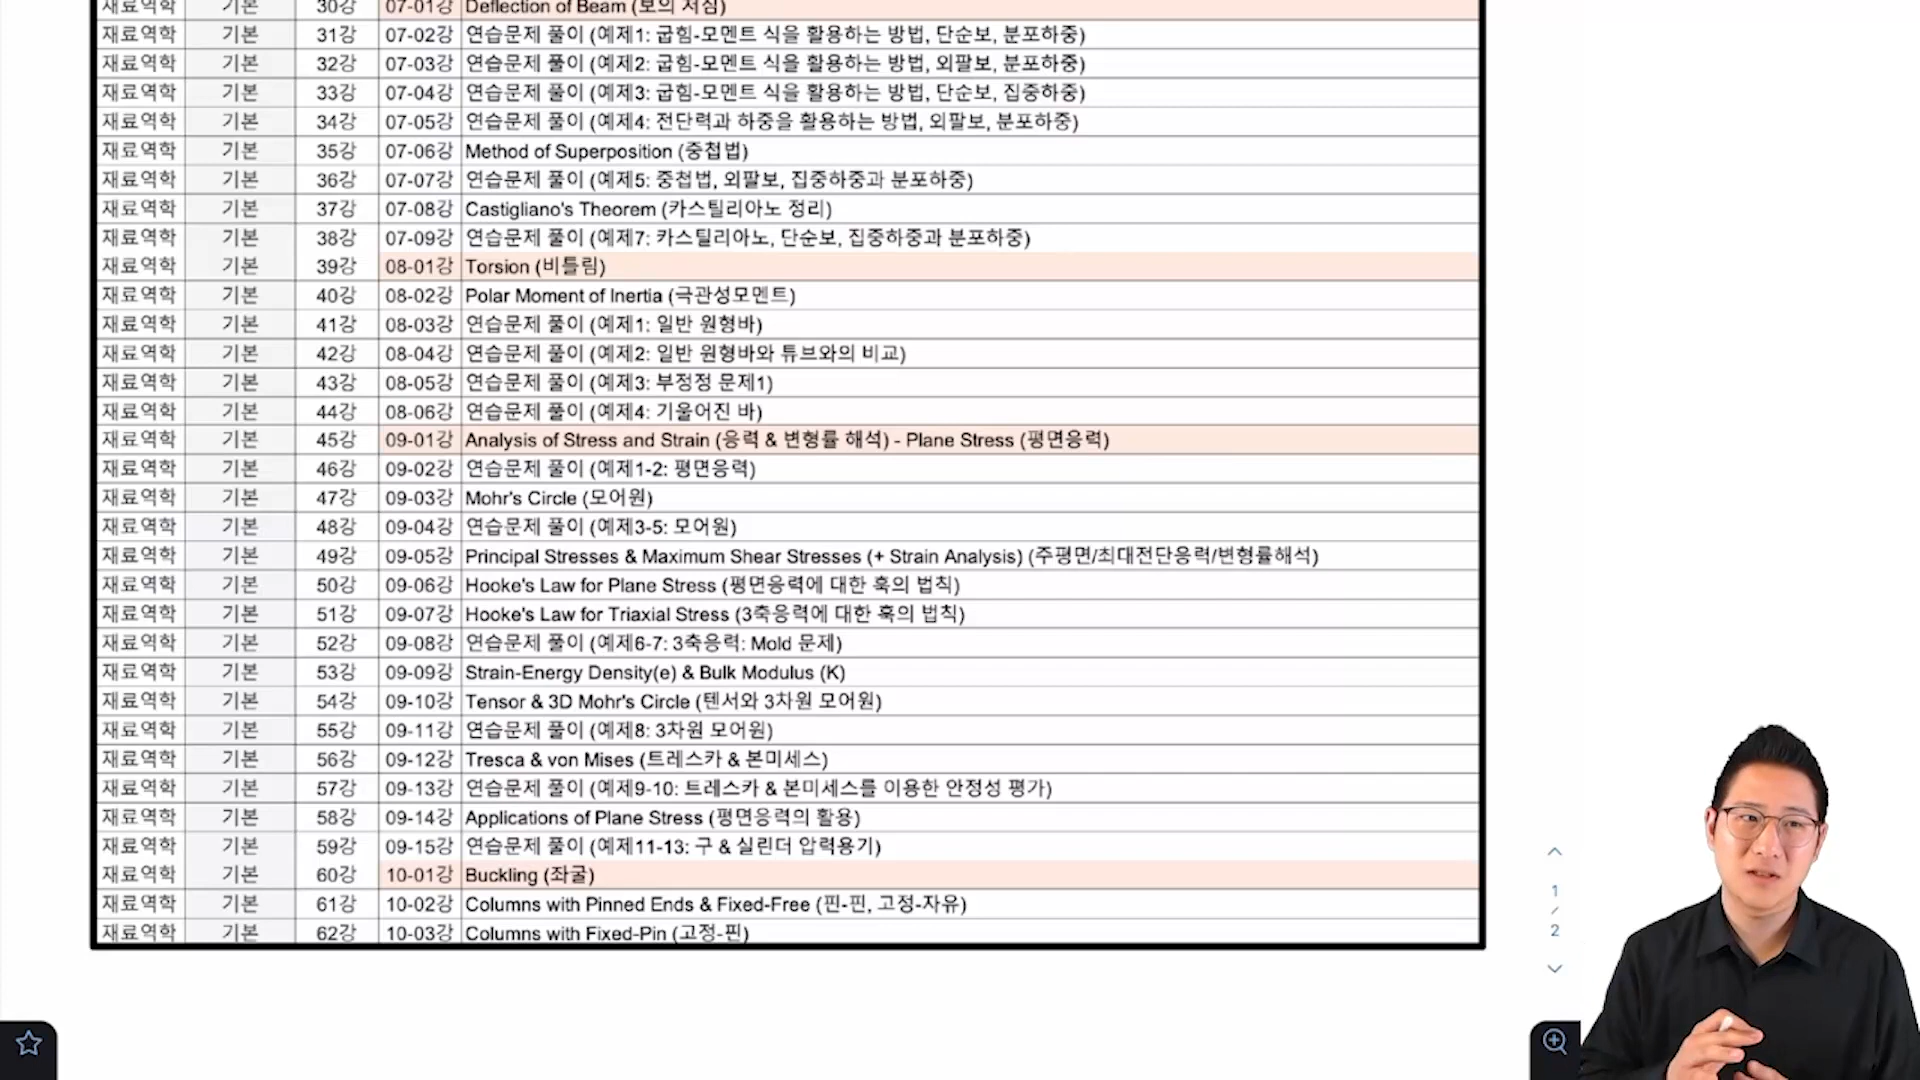 재료역학 기본 30강 07-01강 Deflection of Beam (보의 처짐)
재료역학 기본 31강 07-02강 연습문제 풀이 (예제1: 굽힘-모멘트 식을 활용하는 방법, 단순보, 분포하중)
재료역학 기본 32강 07-03강 연습문제 풀이 (예제2: 굽힘-모멘트 식을 활용하는 방법, 외팔보, 분포하중)
재료역학 기본 33강 07-04강 연습문제 풀이 (예제3: 굽힘-모멘트 식을 활용하는 방법, 단순보, 집중하중)
재료역학 기본 34강 07-05강 연습문제 풀이 (예제4: 전단력과 하중을 활용하는 방법, 외팔보, 분포하중)
재료역학 기본 35강 07-06강 Method of Superposition (중첩법)
재료역학 기본 36강 07-07강 연습문제 풀이 (예제5: 중첩법, 외팔보, 집중하중과 분포하중)
재료역학 기본 37강 07-08강 Castigliano's Theorem (카스틸리아노 정리)
재료역학 기본 38강 07-09강 연습문제 풀이 (예제7: 카스틸리아노, 단순보, 집중하중과 분포하중)
재료역학 기본 39강 08-01강 Torsion (비틀림)
재료역학 기본 40강 08-02강 Polar Moment of Inertia (극관성모멘트)
재료역학 기본 41강 08-03강 연습문제 풀이 (예제1: 일반 원형바)
재료역학 기본 42강 08-04강 연습문제 풀이 (예제2: 일반 원형바와 튜브와의 비교)
재료역학 기본 43강 08-05강 연습문제 풀이 (예제3: 부정정 문제1)
재료역학 기본 44강 08-06강 연습문제 풀이 (예제4: 기울어진 바)
재료역학 기본 45강 09-01강 Analysis of Stress and Strain (응력 & 변형률 해석) - Plane Stress (평면응력)
재료역학 기본 46강 09-02강 연습문제 풀이 (예제1-2: 평면응력)
재료역학 기본 47강 09-03강 Mohr's Circle (모어원)
재료역학 기본 48강 09-04강 연습문제 풀이 (예제3-5: 모어원)
재료역학 기본 49강 09-05강 Principal Stresses & Maximum Shear Stresses (+ Strain Analysis) (주평면/최대전단응력/변형률해석)
재료역학 기본 50강 09-06강 Hooke's Law for Plane Stress (평면응력에 대한 훅의 법칙)
재료역학 기본 51강 09-07강 Hooke's Law for Triaxial Stress (3축응력에 대한 훅의 법칙)
재료역학 기본 52강 09-08강 연습문제 풀이 (예제6-7: 3축응력: Mold 문제)
재료역학 기본 53강 09-09강 Strain-Energy Density(e) & Bulk Modulus (K)
재료역학 기본 54강 09-10강 Tensor & 3D Mohr's Circle (텐서와 3차원 모어원)
재료역학 기본 55강 09-11강 연습문제 풀이 (예제8: 3차원 모어원)
재료역학 기본 56강 09-12강 Tresca & von Mises (트레스카 & 본미세스)
재료역학 기본 57강 09-13강 연습문제 풀이 (예제9-10: 트레스카 & 본미세스를 이용한 안정성 평가)
재료역학 기본 58강 09-14강 Applications of Plane Stress (평면응력의 활용)
재료역학 기본 59강 09-15강 연습문제 풀이 (예제11-13: 구 & 실린더 압력용기)
재료역학 기본 60강 10-01강 Buckling (좌굴)
재료역학 기본 61강 10-02강 Columns with Pinned Ends & Fixed-Free (핀-핀, 고정-자유)
재료역학 기본 62강 10-03강 Columns with Fixed-Pin (고정-핀)
1
/
2